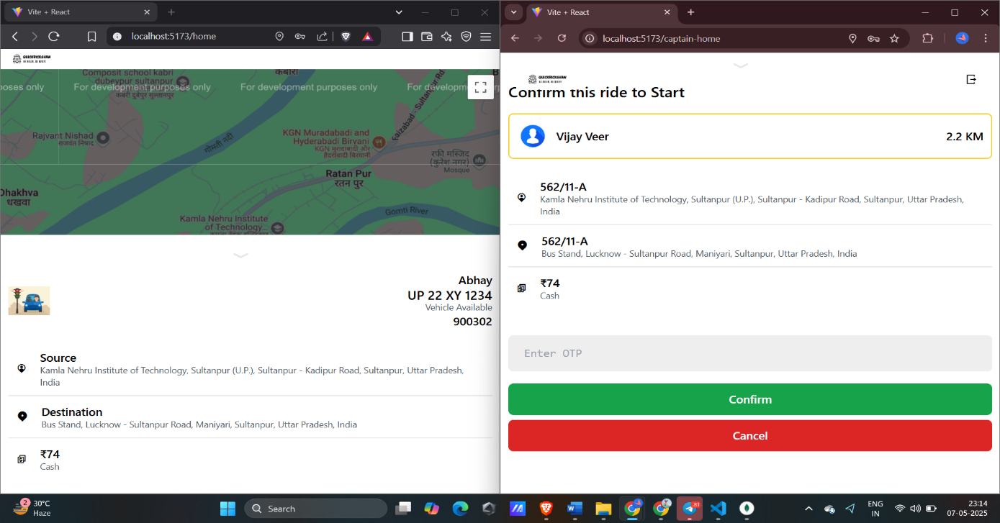 Vite + React
localhost:5173/home
QUICKRICKSHAW
Composit school kabri
dubeypur sultanpur
कबरी दुबेपुर सुल्तानपुर
कबारी
oses only
For development purposes only
For development purposes only
For developm
Rajvant Nishad
राजवंत निषाद
गोमती नदी
Faizabad - Sultanpur Rd
KGN Muradabadi and
Hyderabadi Birvani
KGN मुरादाबादी और
हैदराबादी बिरयानी
रफी मस्जिद
(कुरेश नगर)
Mosque
Ratan Pur
रतन पुर
Dhakhva
धखवा
Kamla Nehru Institute
of Technology...
Gomti River
Abhay
UP 22 XY 1234
Vehicle Available
900302
Source
Kamla Nehru Institute of Technology, Sultanpur (U.P.), Sultanpur - Kadipur Road, Sultanpur, Uttar Pradesh,
India
Destination
Bus Stand, Lucknow - Sultanpur Road, Maniyari, Sultanpur, Uttar Pradesh, India
₹74
Cash
Vite + React
localhost:5173/captain-home
QUICKRICKSHAW
Confirm this ride to Start
Vijay Veer
2.2 KM
562/11-A
Kamla Nehru Institute of Technology, Sultanpur (U.P.), Sultanpur - Kadipur Road, Sultanpur, Uttar Pradesh,
India
562/11-A
Bus Stand, Lucknow - Sultanpur Road, Maniyari, Sultanpur, Uttar Pradesh, India
₹74
Cash
Enter OTP
Confirm
Cancel
2
30°C
Haze
Search
81
ENG
IN
23:14
07-05-2025